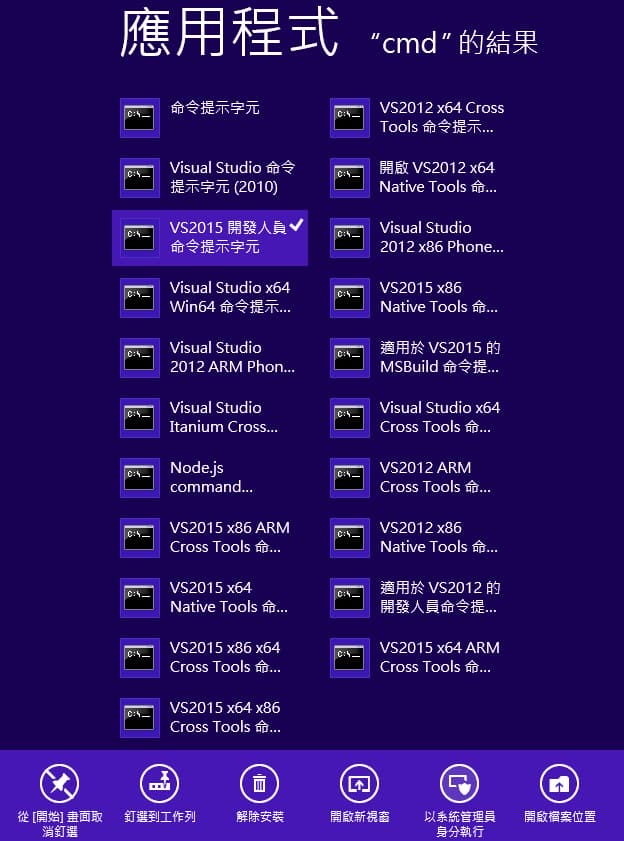 應用程式 “cmd”的結果
命令提示字元
Visual Studio 命令
提示字元 (2010)
VS2015 開發人員
命令提示字元
Visual Studio x64
Win64 命令提示...
Visual Studio
2012 ARM Phon...
Visual Studio
Itanium Cross...
Node.js
command...
VS2015 x86 ARM
Cross Tools 命...
VS2015 x64
Native Tools 命...
VS2015 x86 x64
Cross Tools 命...
VS2015 x64 x86
Cross Tools 命...
VS2012 x64 Cross
Tools 命令提示...
開啟 VS2012 x64
Native Tools 命...
Visual Studio
2012 x86 Phone...
VS2015 x86
Native Tools 命...
適用於 VS2015 的
MSBuild 命令提...
Visual Studio x64
Cross Tools 命...
VS2012 ARM
Cross Tools 命...
VS2012 x86
Native Tools 命...
適用於 VS2012 的
開發人員命令提...
VS2015 x64 ARM
Cross Tools 命...
從 [開始] 畫面取
消釘選
釘選到工作列
解除安裝
開啟新視窗
以系統管理員
身分執行
開啟檔案位置